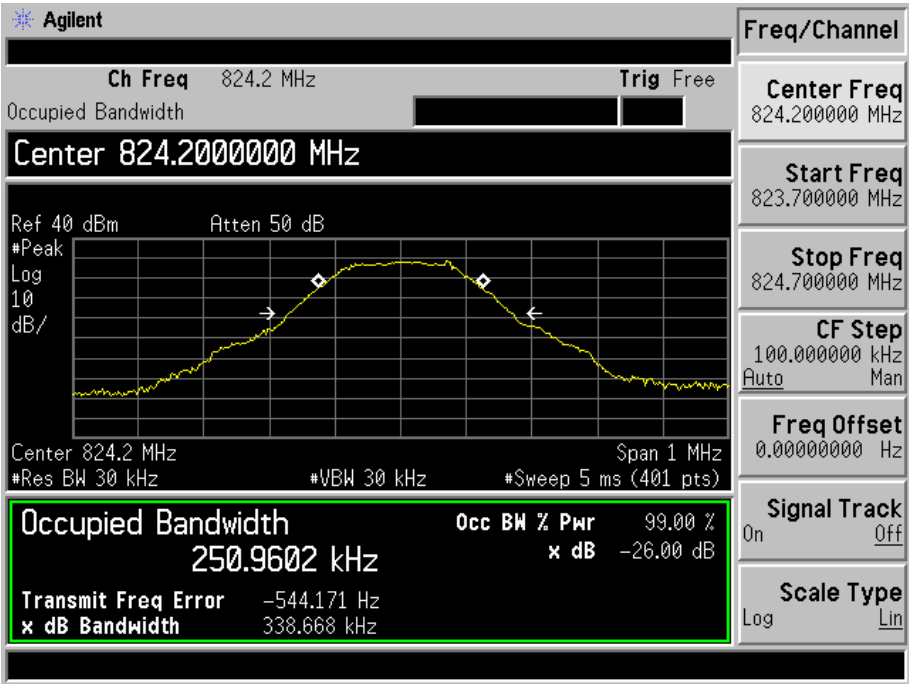 Agilent
Freq/Channel
Ch Freq 824.2 MHz Trig Free
Occupied Bandwidth
Center 824.2000000 MHz
Ref 40 dBm Atten 50 dB
#Peak
Log
10
dB/
Center 824.2 MHz Span 1 MHz
#Res BW 30 kHz #VBW 30 kHz #Sweep 5 ms (401 pts)
Occupied Bandwidth Occ BW % Pwr 99.00 %
250.9602 kHz x dB -26.00 dB
Transmit Freq Error -544.171 Hz
x dB Bandwidth 338.668 kHz
Center Freq
824.200000 MHz
Start Freq
823.700000 MHz
Stop Freq
824.700000 MHz
CF Step
100.000000 kHz
Auto Man
Freq Offset
0.00000000 Hz
Signal Track
On Off
Scale Type
Log Lin